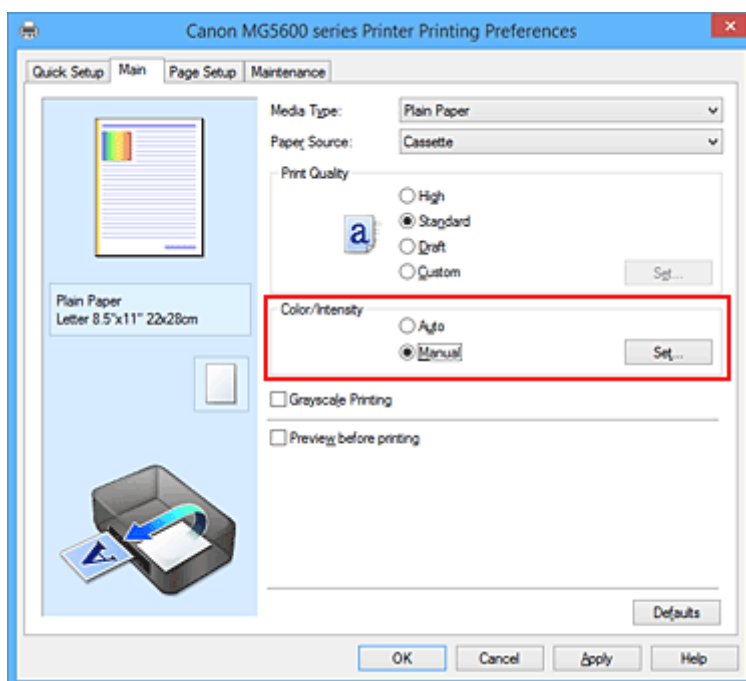 Canon MG5600 series Printer Printing Preferences
Quick Setup Main Page Setup Maintenance
Media Type: Plain Paper
Paper Source: Cassette
Print Quality
High
a
Standard
Draft
Custom Set...
Plain Paper
Letter 8.5"x11" 22x28cm
Color/Intensity
Auto
Manual Set...
Grayscale Printing
Preview before printing
A
Defaults
OK Cancel Apply Help